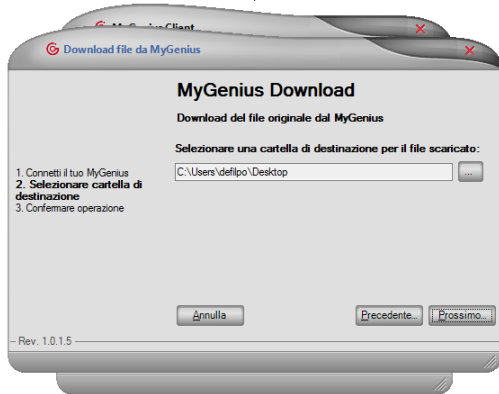 MyGenius Client
Download file da MyGenius
MyGenius Download
Download del file originale dal MyGenius
Selezionare una cartella di destinazione per il file scaricato:
C:\Users\defilpo\Desktop
...
1. Connetti il tuo MyGenius
2. Selezionare cartella di
destinazione
3. Confermare operazione
Annulla
Precedente...
Prossimo...
Rev. 1.0.1.5